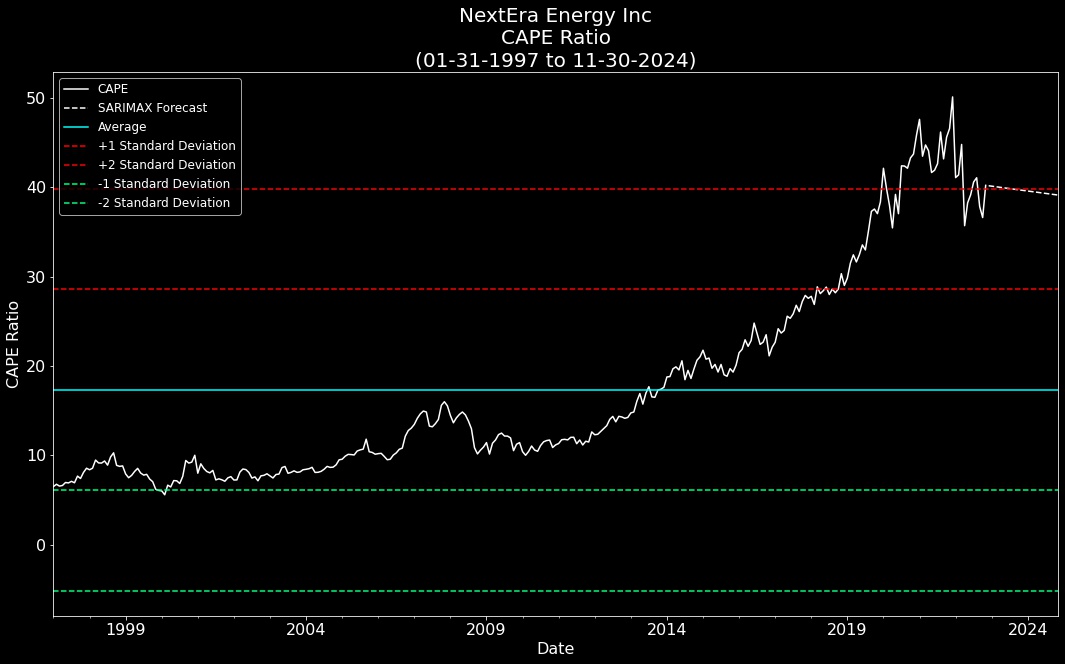 NextEra Energy Inc
CAPE Ratio
(01-31-1997 to 11-30-2024)
CAPE
SARIMAX Forecast
Average
+1 Standard Deviation
+2 Standard Deviation
-1 Standard Deviation
-2 Standard Deviation
50
40
30
20
10
0
CAPE Ratio
1999
2004
2009
2014
2019
2024
Date